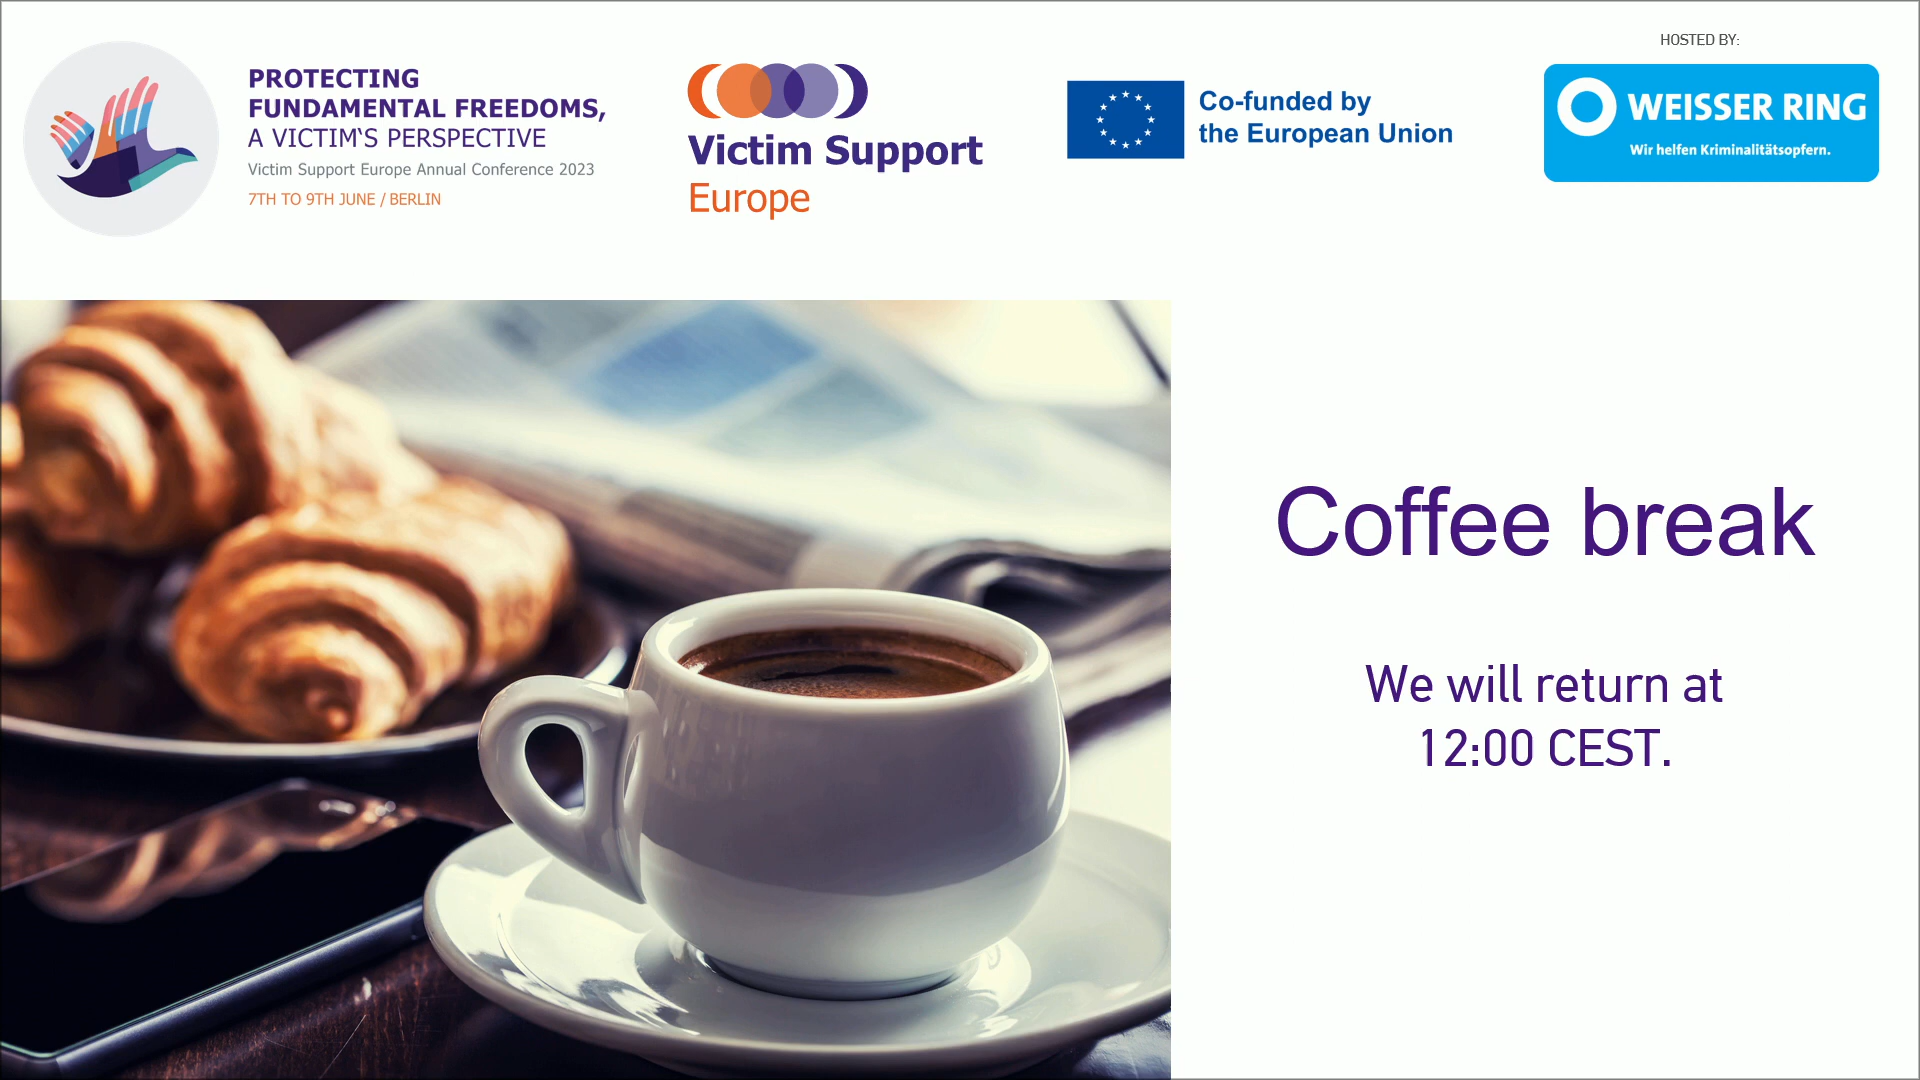 PROTECTING
FUNDAMENTAL FREEDOMS,
A VICTIM'S PERSPECTIVE
Victim Support Europe Annual Conference 2023
7TH TO 9TH JUNE / BERLIN
Victim Support
Europe
Co-funded by
the European Union
HOSTED BY:
WEISSER RING
Wir helfen Kriminalitätsopfern.
Coffee break
We will return at
12:00 CEST.